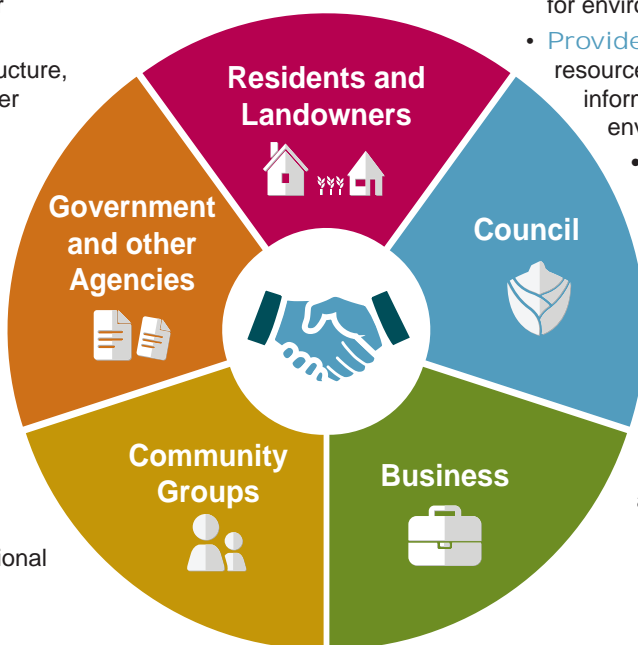 ucture,
er
for enviro
• Provide
resource
infor
env
•
Residents and
Landowners
Government
and other
Agencies
Council
Community
Groups
Business
ional